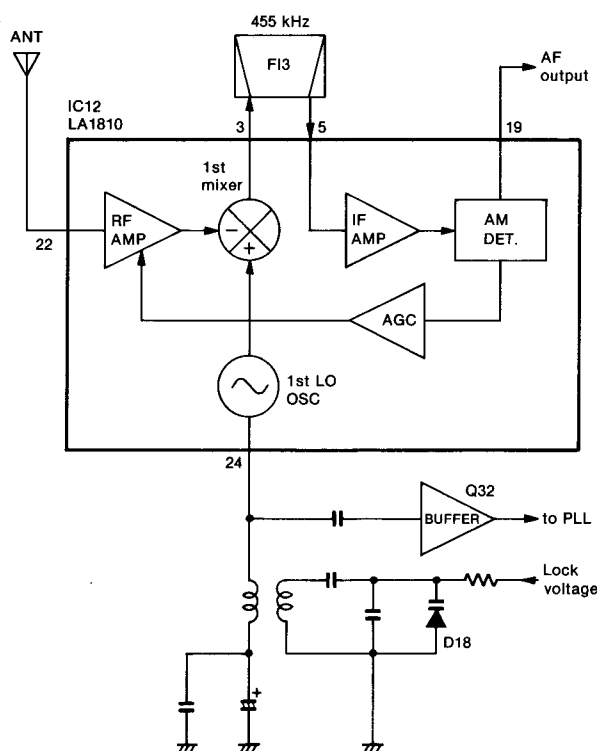 455 kHz
ANT
FI3
AF
output
IC12
LA1810
3
5
19
1st
mixer
RF
AMP
−
+
IF
AMP
AM
DET.
22
AGC
1st LO
OSC
24
Q32
BUFFER
to PLL
Lock
voltage
D18
+